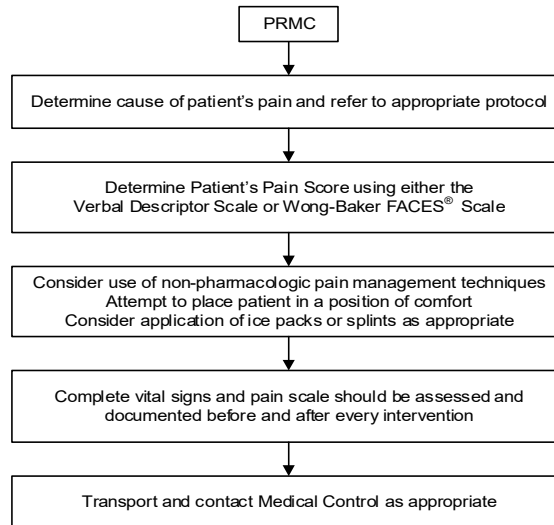 PRMC
Determine cause of patient's pain and refer to appropriate protocol
Determine Patient's Pain Score using either the
Verbal Descriptor Scale or Wong-Baker FACES® Scale
Consider use of non-pharmacologic pain management techniques
Attempt to place patient in a position of comfort
Consider application of ice packs or splints as appropriate
Complete vital signs and pain scale should be assessed and
documented before and after every intervention
Transport and contact Medical Control as appropriate